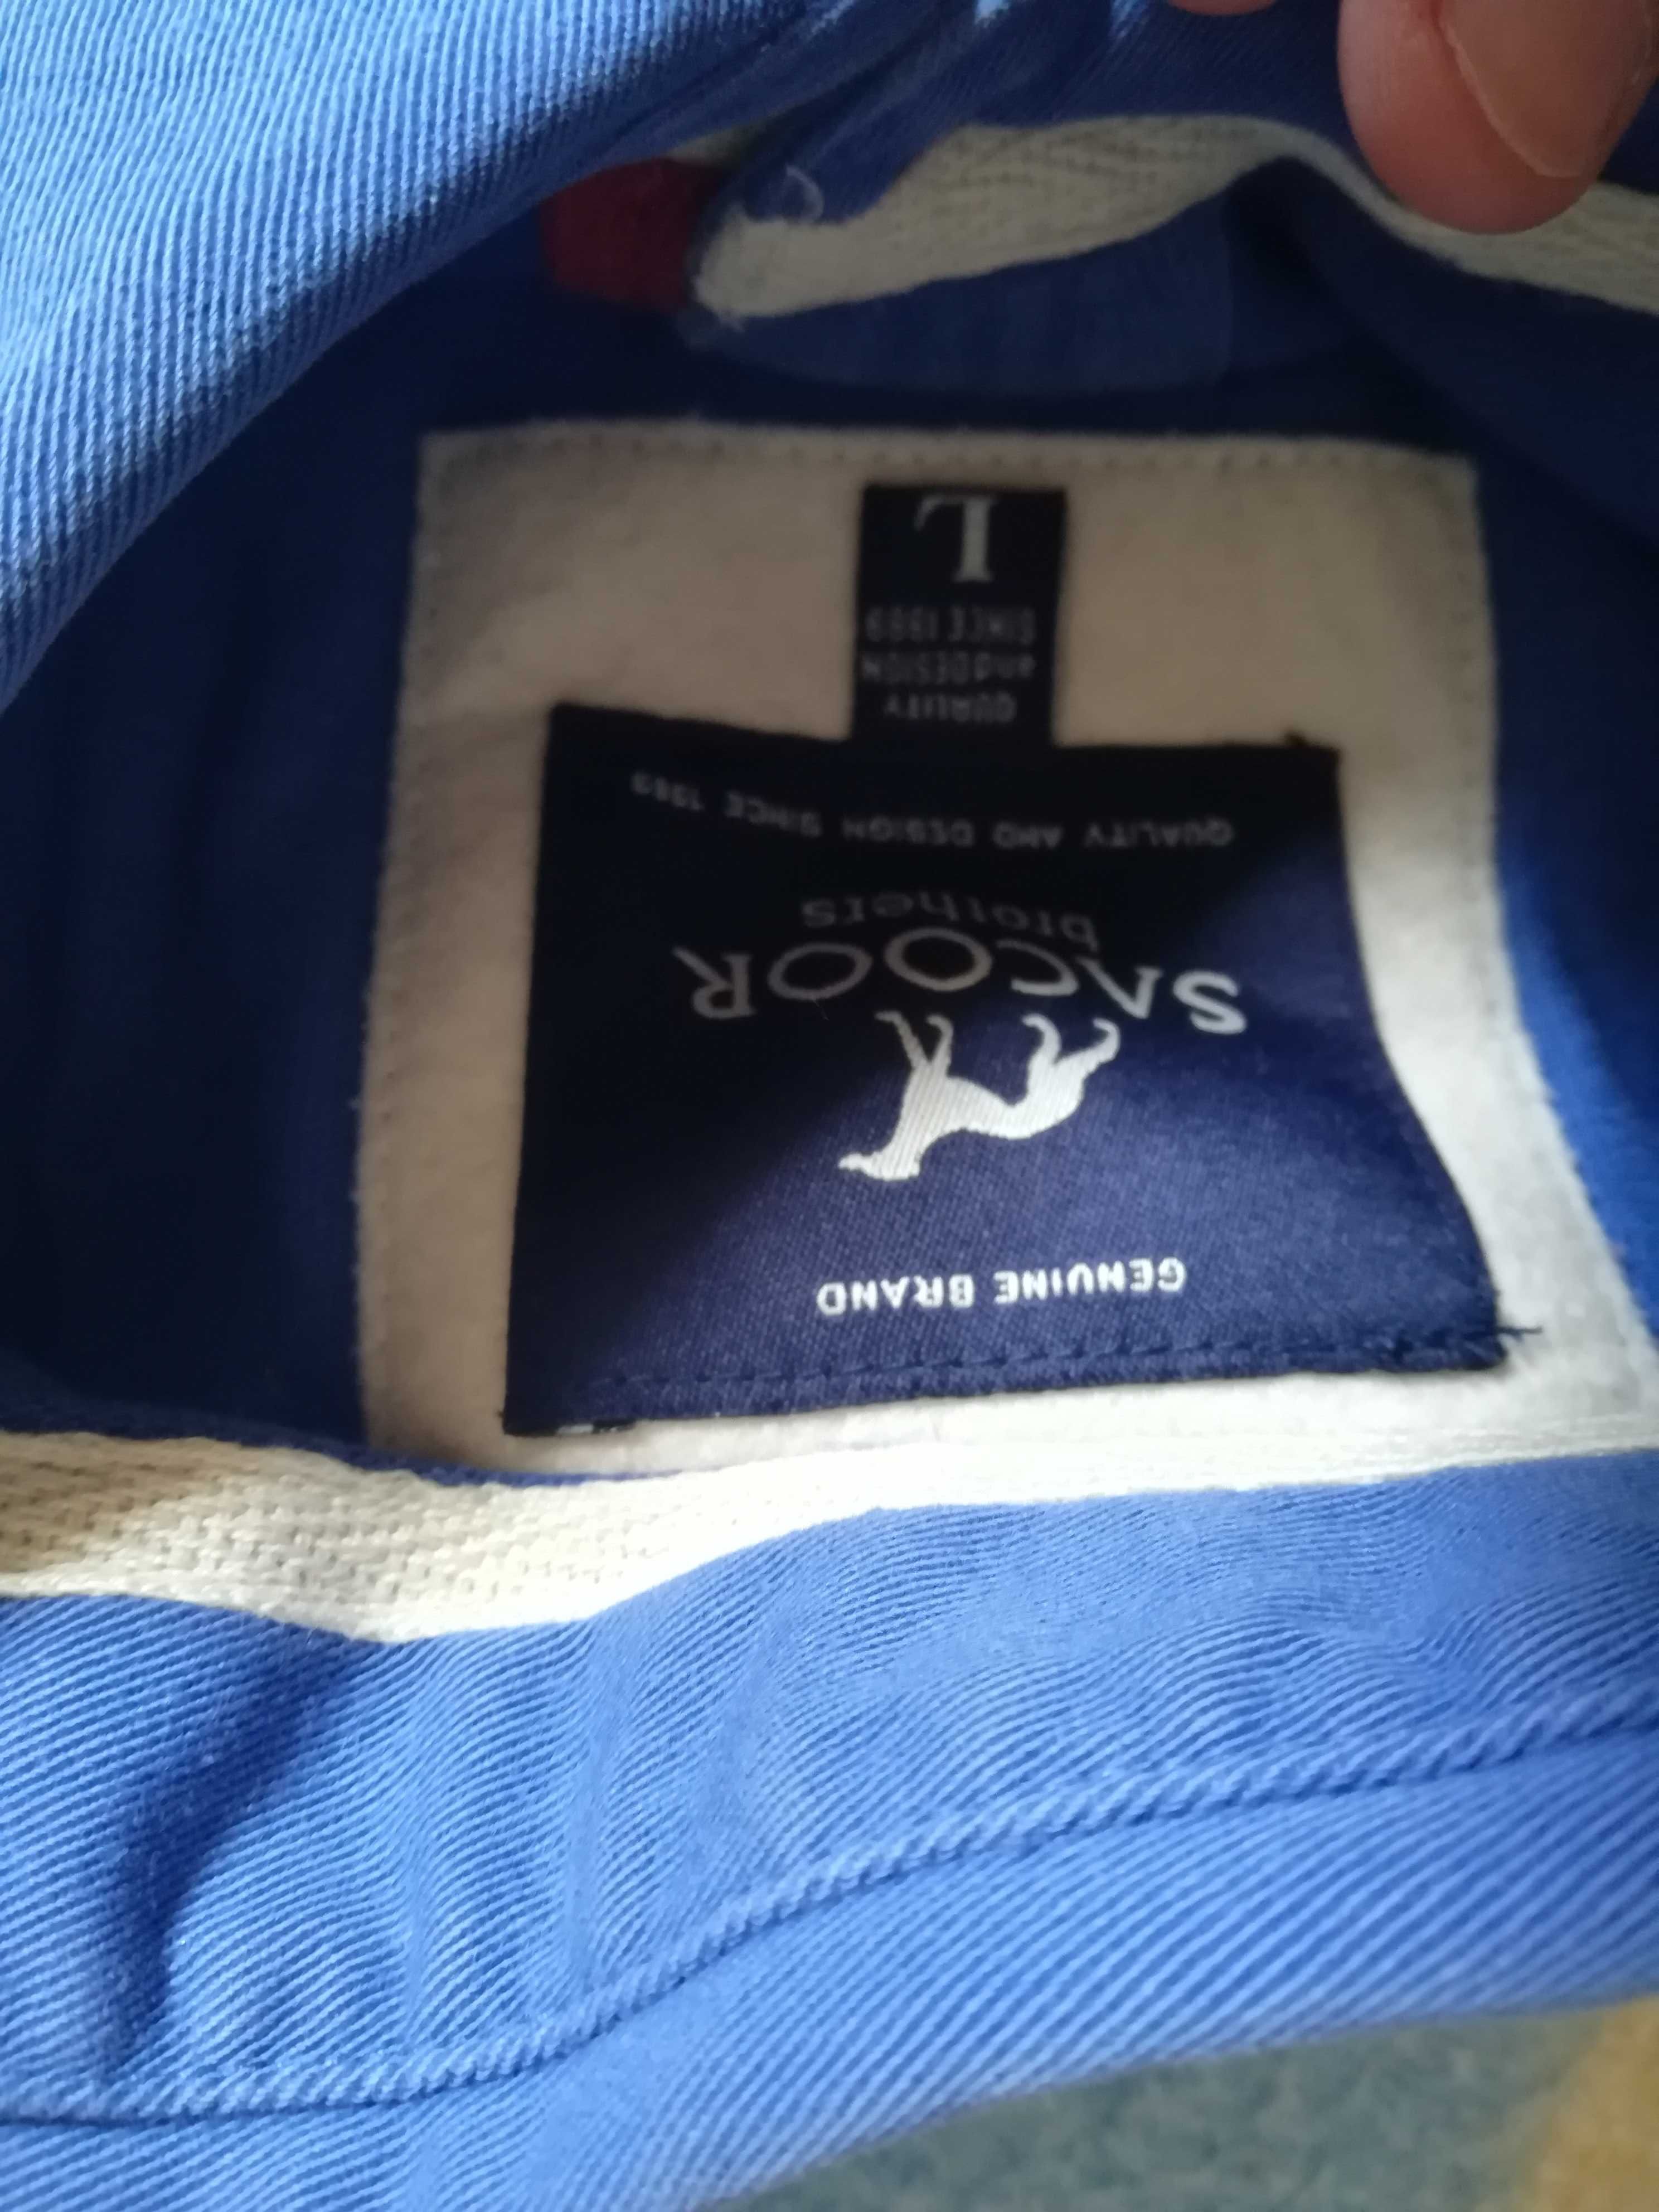 GENUINE BRAND
SACOOR
brothers
QUALITY AND DESIGN SINCE 1989
QUALITY
and DESIGN
SINCE 1989
L